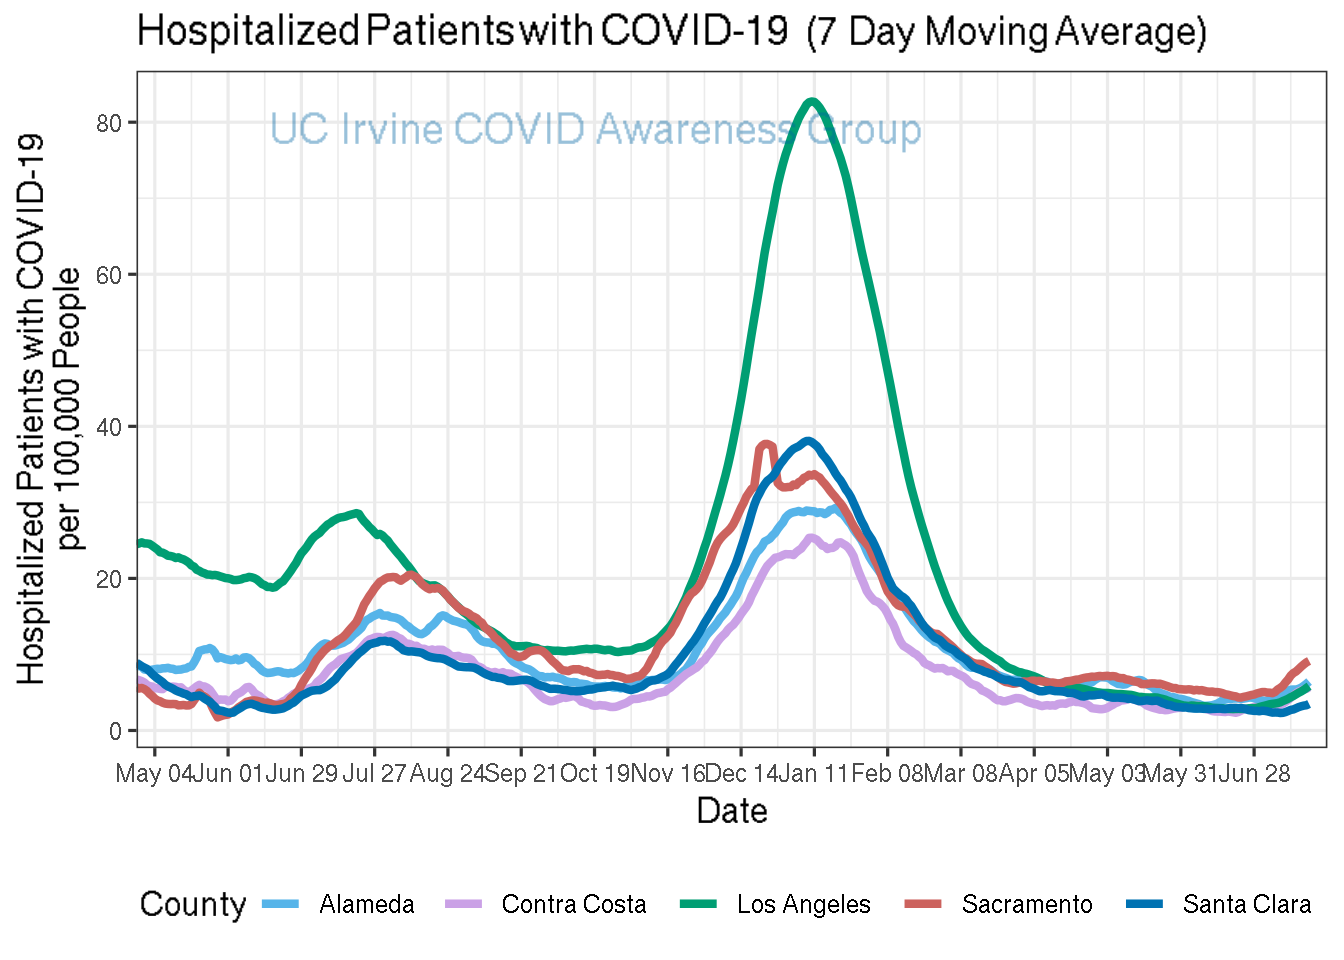 Hospitalized Patients with COVID-19 (7 Day Moving Average)
UC Irvine COVID Awareness Group
Hospitalized Patients with COVID-19
per 100,000 People
80
60
40
20
0
May 04 Jun 01 Jun 29 Jul 27 Aug 24 Sep 21 Oct 19 Nov 16 Dec 14 Jan 11 Feb 08 Mar 08 Apr 05 May 03 May 31 Jun 28
Date
County Alameda Contra Costa Los Angeles Sacramento Santa Clara